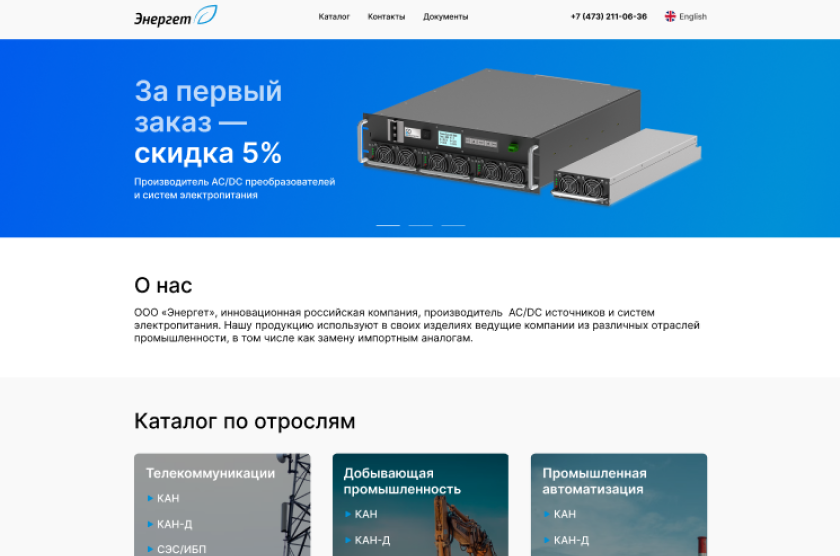 Энергет
Каталог Контакты Документы
+7 (473) 211-06-36 English
За первый
заказ —
скидка 5%
Производитель AC/DC преобразователей
и систем электропитания
О нас
ООО «Энергет», инновационная российская компания, производитель AC/DC источников и систем
электропитания. Нашу продукцию используют в своих изделиях ведущие компании из различных отраслей
промышленности, в том числе как замену импортным аналогам.
Каталог по отрослям
Телекоммуникации
КАН
КАН-Д
СЭС/ИБП
Добывающая
промышленность
КАН
КАН-Д
Промышленная
автоматизация
КАН
КАН-Д